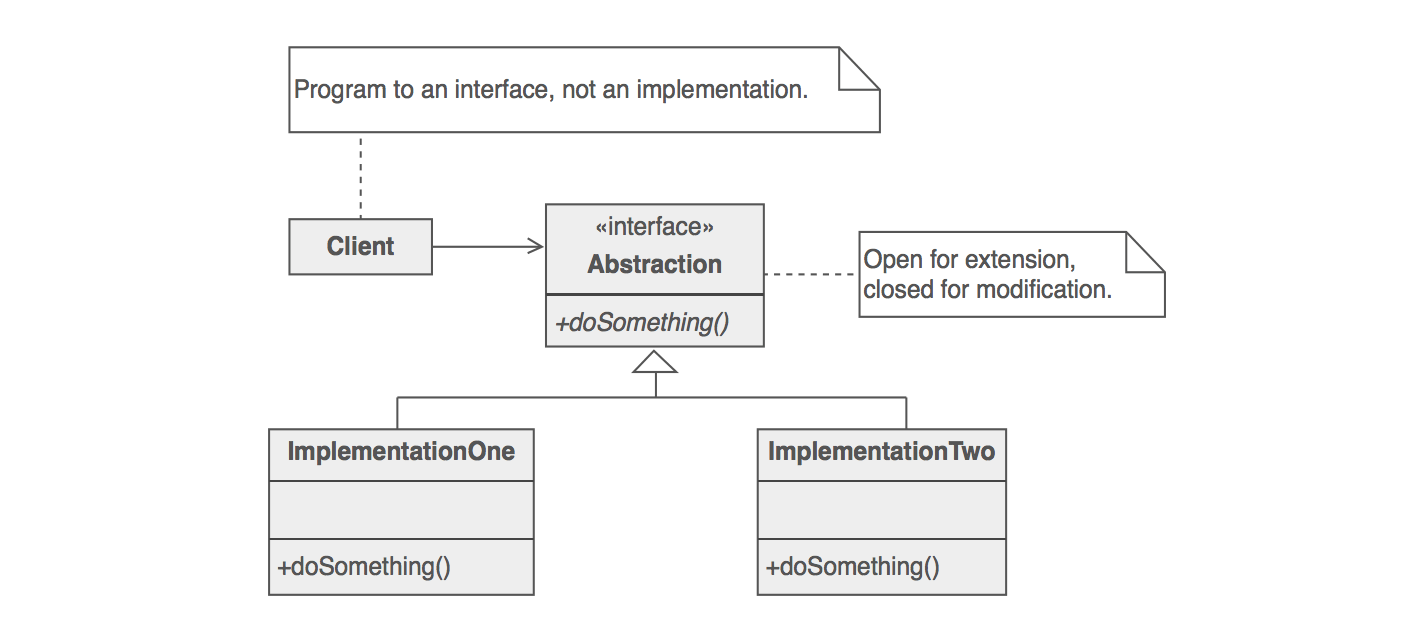 Program to an interface, not an implementation.
Client
«interface»
Abstraction
+doSomething()
Open for extension,
closed for modification.
ImplementationOne
+doSomething()
ImplementationTwo
+doSomething()